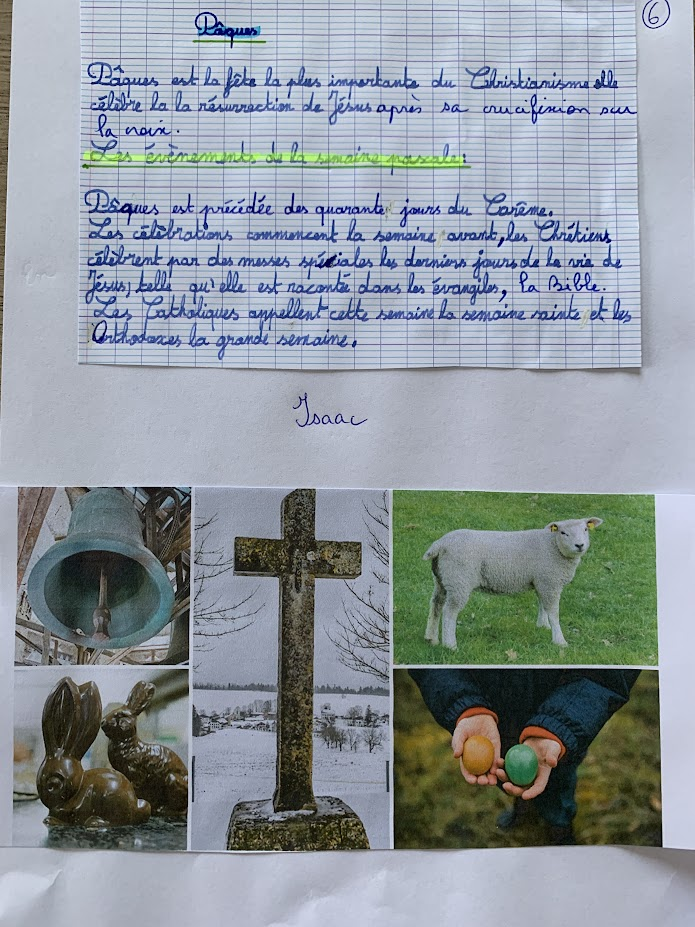 6
Pâques
Pâques est la fête la plus importante du Christianisme elle
célèbre la la résurrection de Jésus après sa crucifixion sur
la croix.
Les évènements de la semaine pascale :
Pâques est précédée des quarante jours du Carême.
Les célébrations commencent la semaine avant, les Chrétiens
célèbrent par des messes spéciales les derniers jours de la vie de
Jésus, telle qu'elle est racontée dans les évangiles, la Bible.
Les Catholiques appellent cette semaine la semaine sainte et les
Orthodoxes la grande semaine.
Isaac